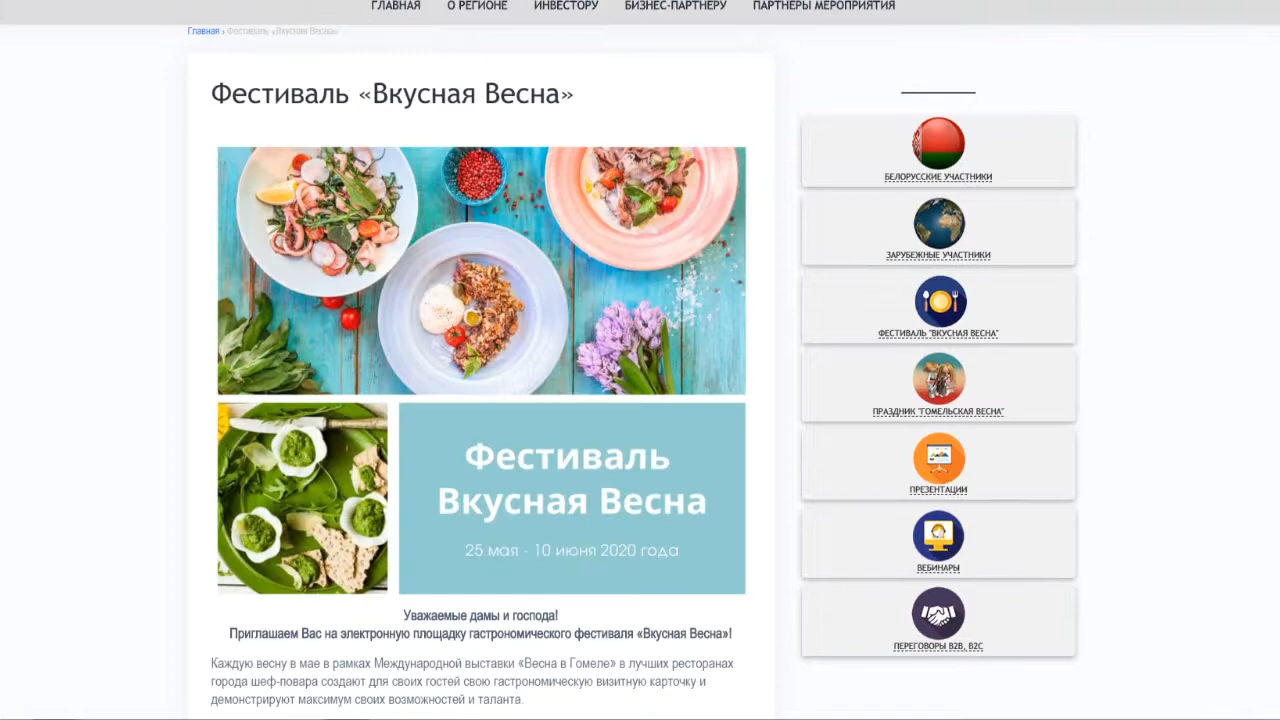 ГЛАВНАЯ О РЕГИОНЕ ИНВЕСТОРУ БИЗНЕС-ПАРТНЕРУ ПАРТНЕРЫ МЕРОПРИЯТИЯ
Главная › Фестиваль «Вкусная Весна»
Фестиваль «Вкусная Весна»
Фестиваль
Вкусная Весна
25 мая - 10 июня 2020 года
Уважаемые дамы и господа!
Приглашаем Вас на электронную площадку гастрономического фестиваля «Вкусная Весна»!
Каждую весну в мае в рамках Международной выставки «Весна в Гомеле» в лучших ресторанах
города шеф-повара создают для своих гостей свою гастрономическую визитную карточку и
демонстрируют максимум своих возможностей и таланта.
БЕЛОРУССКИЕ УЧАСТНИКИ
ЗАРУБЕЖНЫЕ УЧАСТНИКИ
ФЕСТИВАЛЬ "ВКУСНАЯ ВЕСНА"
ПРАЗДНИК "ГОМЕЛЬСКАЯ ВЕСНА"
ПРЕЗЕНТАЦИИ
ВЕБИНАРЫ
ПЕРЕГОВОРЫ B2B, B2C